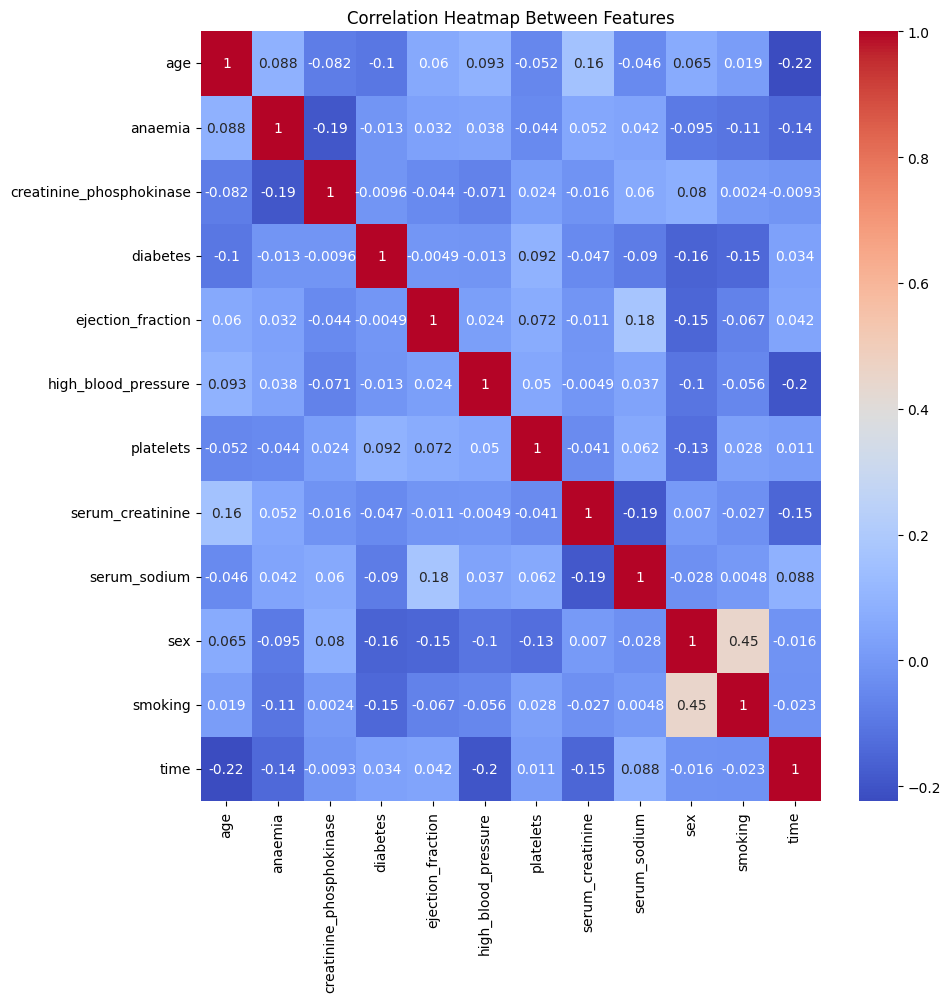 Correlation Heatmap Between Features
age 1 0.088 -0.082 -0.1 0.06 0.093 -0.052 0.16 -0.046 0.065 0.019 -0.22
anaemia 0.088 1 -0.19 -0.013 0.032 0.038 -0.044 0.052 0.042 -0.095 -0.11 -0.14
creatinine_phosphokinase -0.082 -0.19 1 -0.0096 -0.044 -0.071 0.024 -0.016 0.06 0.08 0.0024 -0.0093
diabetes -0.1 -0.013 -0.0096 1 -0.0049 -0.013 0.092 -0.047 -0.09 -0.16 -0.15 0.034
ejection_fraction 0.06 0.032 -0.044 -0.0049 1 0.024 0.072 -0.011 0.18 -0.15 -0.067 0.042
high_blood_pressure 0.093 0.038 -0.071 -0.013 0.024 1 0.05 -0.0049 0.037 -0.1 -0.056 -0.2
platelets -0.052 -0.044 0.024 0.092 0.072 0.05 1 -0.041 0.062 -0.13 0.028 0.011
serum_creatinine 0.16 0.052 -0.016 -0.047 -0.011 -0.0049 -0.041 1 -0.19 0.007 -0.027 -0.15
serum_sodium -0.046 0.042 0.06 -0.09 0.18 0.037 0.062 -0.19 1 -0.028 0.0048 0.088
sex 0.065 -0.095 0.08 -0.16 -0.15 -0.1 -0.13 0.007 -0.028 1 0.45 -0.016
smoking 0.019 -0.11 0.0024 -0.15 -0.067 -0.056 0.028 -0.027 0.0048 0.45 1 -0.023
time -0.22 -0.14 -0.0093 0.034 0.042 -0.2 0.011 -0.15 0.088 -0.016 -0.023 1
age
anaemia
creatinine_phosphokinase
diabetes
ejection_fraction
high_blood_pressure
platelets
serum_creatinine
serum_sodium
sex
smoking
time
1.0
0.8
0.6
0.4
0.2
0.0
−0.2